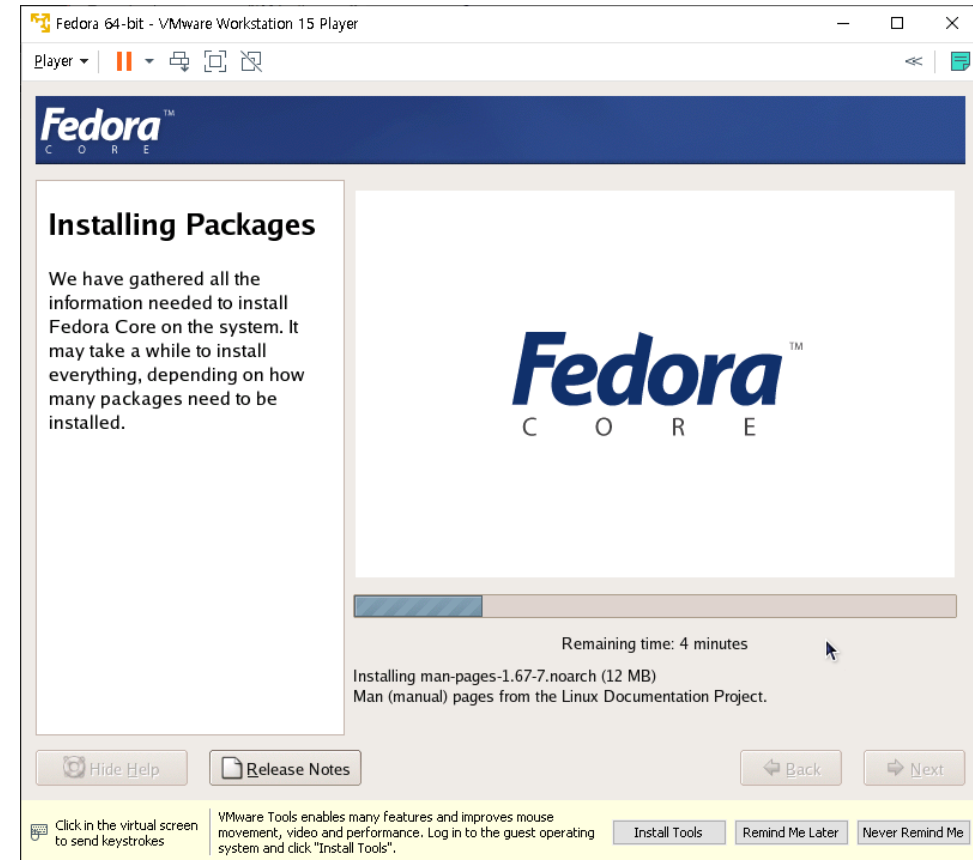 Fedora 64-bit - VMware Workstation 15 Player
Player
Fedora™
CORE
Installing Packages
We have gathered all the
information needed to install
Fedora Core on the system. It
may take a while to install
everything, depending on how
many packages need to be
installed.
Fedora™
CORE
Remaining time: 4 minutes
Installing man-pages-1.67-7.noarch (12 MB)
Man (manual) pages from the Linux Documentation Project.
Hide Help
Release Notes
Back
Next
Click in the virtual screen
to send keystrokes
VMware Tools enables many features and improves mouse
movement, video and performance. Log in to the guest operating
system and click "Install Tools".
Install Tools
Remind Me Later
Never Remind Me